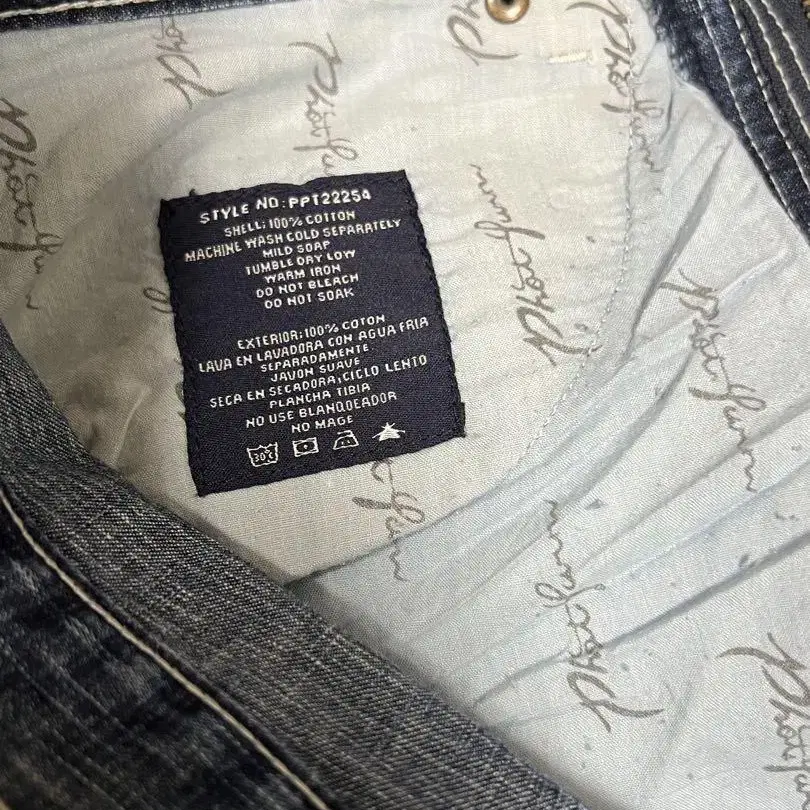 STYLE NO: PPT22254
SHELL: 100% COTTON
MACHINE WASH COLD SEPARATELY
MILD SOAP
TUMBLE DRY LOW
WARM IRON
DO NOT BLEACH
DO NOT SOAK
EXTERIOR: 100% COTON
LAVA EN LAVADORA CON AGUA FRIA
SEPARADAMENTE
JAVON SUAVE
SECA EN SECADORA, CICLO LENTO
PLANCHA TIBIA
NO USE BLANQEADOR
NO MAGE
30°C